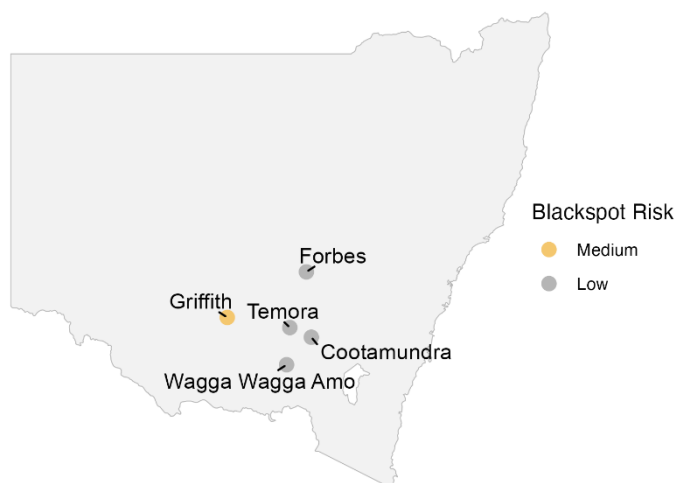 Blackspot Risk
Medium
Low
Forbes
Griffith
Temora
Cootamundra
Wagga Wagga Amo